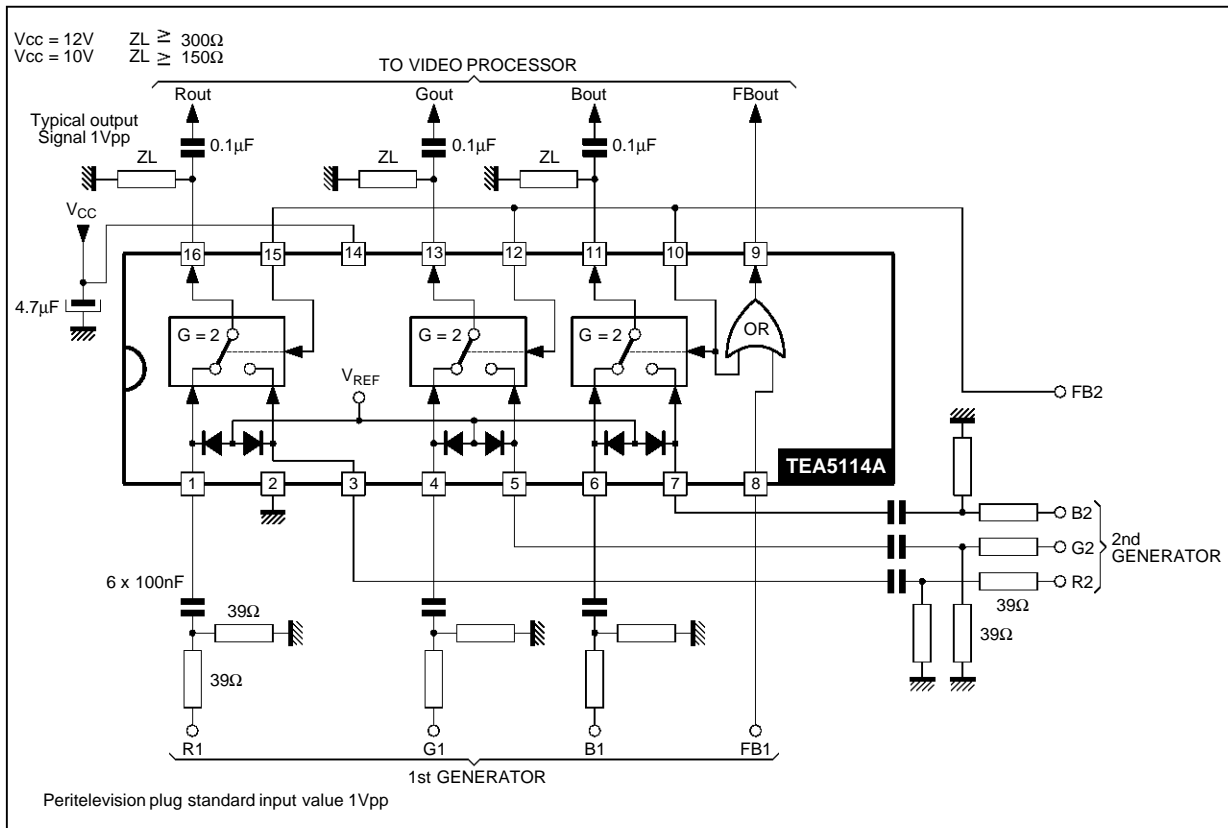 Vcc = 12V ZL ≥ 300Ω
Vcc = 10V ZL ≥ 150Ω
TO VIDEO PROCESSOR
Rout Gout Bout FBout
Typical output
Signal 1Vpp
0.1µF 0.1µF 0.1µF
ZL ZL ZL
VCC
16 15 14 13 12 11 10 9
4.7µF
G = 2 G = 2 G = 2 OR
VREF
FB2
TEA5114A
1 2 3 4 5 6 7 8
B2
G2
R2
2nd
GENERATOR
6 x 100nF
39Ω
39Ω
39Ω
39Ω
R1 G1 B1 FB1
1st GENERATOR
Peritelevision plug standard input value 1Vpp